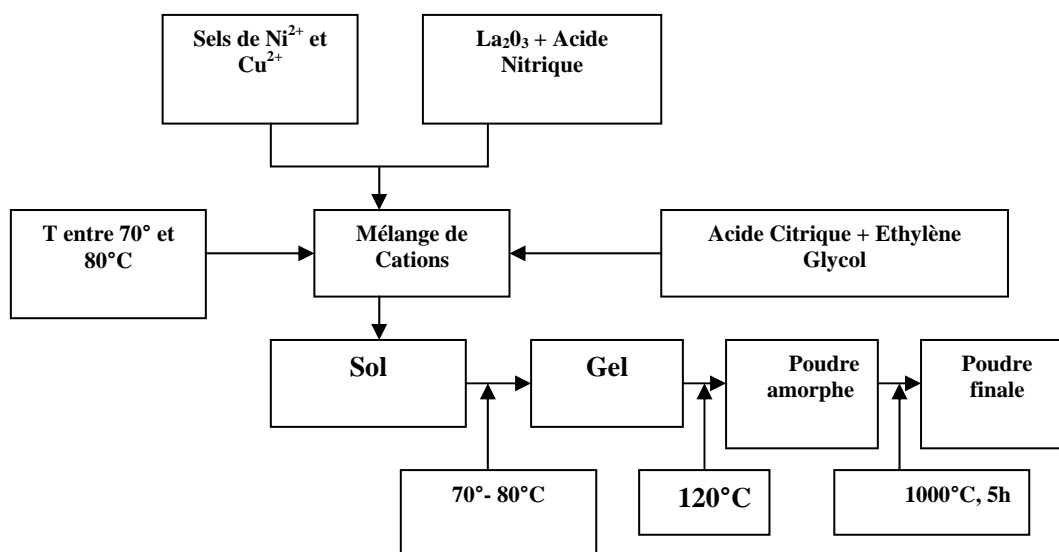 Sels de Ni²⁺ et
Cu²⁺
La₂0₃ + Acide
Nitrique
T entre 70° et
80°C
Mélange de
Cations
Acide Citrique + Ethylène
Glycol
Sol
Gel
Poudre
amorphe
Poudre
finale
70°- 80°C
120°C
1000°C, 5h